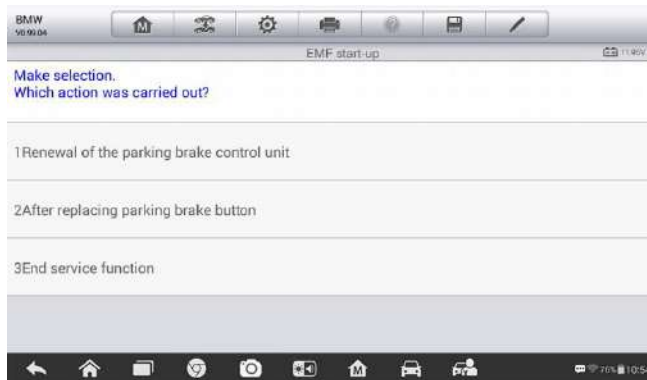 BMW
EMF start-up
Make selection.
Which action was carried out?
1Renewal of the parking brake control unit
2After replacing parking brake button
3End service function
76%